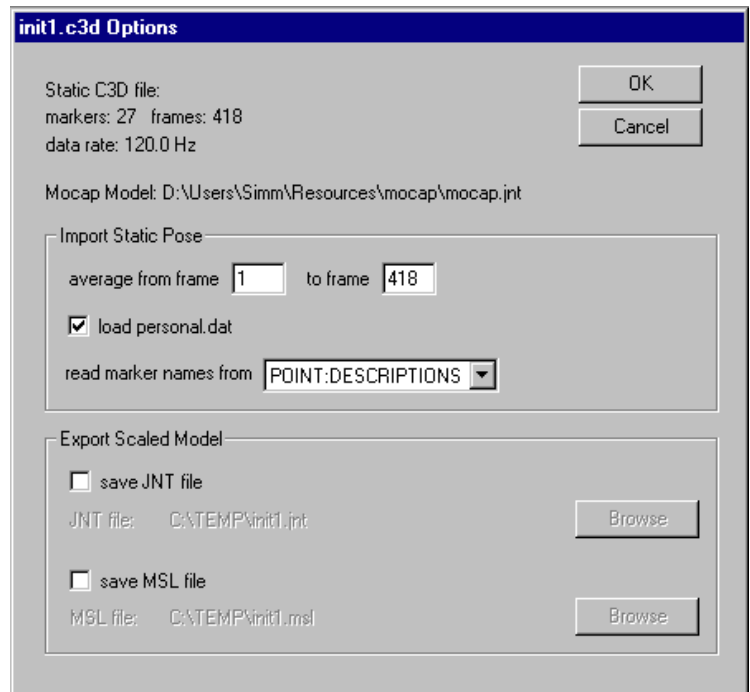 init1.c3d Options
Static C3D file:
markers: 27 frames: 418
data rate: 120.0 Hz
OK
Cancel
Mocap Model: D:\Users\Simm\Resources\mocap\mocap.jnt
Import Static Pose
average from frame 1 to frame 418
load personal.dat
read marker names from POINT:DESCRIPTIONS
Export Scaled Model
save JNT file
JNT file: C:\TEMP\init1.jnt Browse
save MSL file
MSL file: C:\TEMP\init1.msl Browse